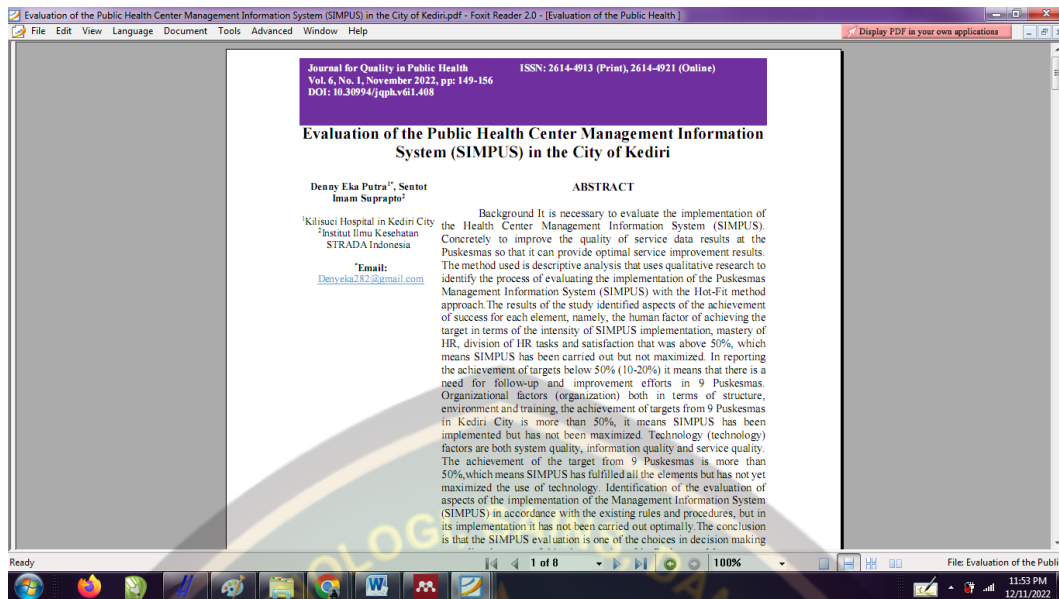 Evaluation of the Public Health Center Management Information System (SIMPUS) in the City of Kediri.pdf - Foxit Reader 2.0 - [Evaluation of the Public Health ]
File Edit View Language Document Tools Advanced Window Help
Display PDF in your own applications
Journal for Quality in Public Health ISSN: 2614-4913 (Print), 2614-4921 (Online)
Vol. 6, No. 1, November 2022, pp: 149-156
DOI: 10.30994/jqph.v6i1.408
Evaluation of the Public Health Center Management Information
System (SIMPUS) in the City of Kediri
Denny Eka Putra1*, Sentot
Imam Suprapto2
1Kilisuci Hospital in Kediri City
2Institut Ilmu Kesehatan
STRADA Indonesia
*Email:
Denyeka282@gmail.com
ABSTRACT
Background It is necessary to evaluate the implementation of
the Health Center Management Information System (SIMPUS).
Concretely to improve the quality of service data results at the
Puskesmas so that it can provide optimal service improvement results.
The method used is descriptive analysis that uses qualitative research to
identify the process of evaluating the implementation of the Puskesmas
Management Information System (SIMPUS) with the Hot-Fit method
approach.The results of the study identified aspects of the achievement
of success for each element, namely, the human factor of achieving the
target in terms of the intensity of SIMPUS implementation, mastery of
HR, division of HR tasks and satisfaction that was above 50%, which
means SIMPUS has been carried out but not maximized. In reporting
the achievement of targets below 50% (10-20%) it means that there is a
need for follow-up and improvement efforts in 9 Puskesmas.
Organizational factors (organization) both in terms of structure,
environment and training, the achievement of targets from 9 Puskesmas
in Kediri City is more than 50%, it means SIMPUS has been
implemented but has not been maximized. Technology (technology)
factors are both system quality, information quality and service quality.
The achievement of the target from 9 Puskesmas is more than
50%,which means SIMPUS has fulfilled all the elements but has not yet
maximized the use of technology. Identification of the evaluation of
aspects of the implementation of the Management Information System
(SIMPUS) in accordance with the existing rules and procedures, but in
its implementation it has not been carried out optimally.The conclusion
is that the SIMPUS evaluation is one of the choices in decision making
Ready
1 of 8
100%
File: Evaluation of the Publi
11:53 PM
12/11/2022